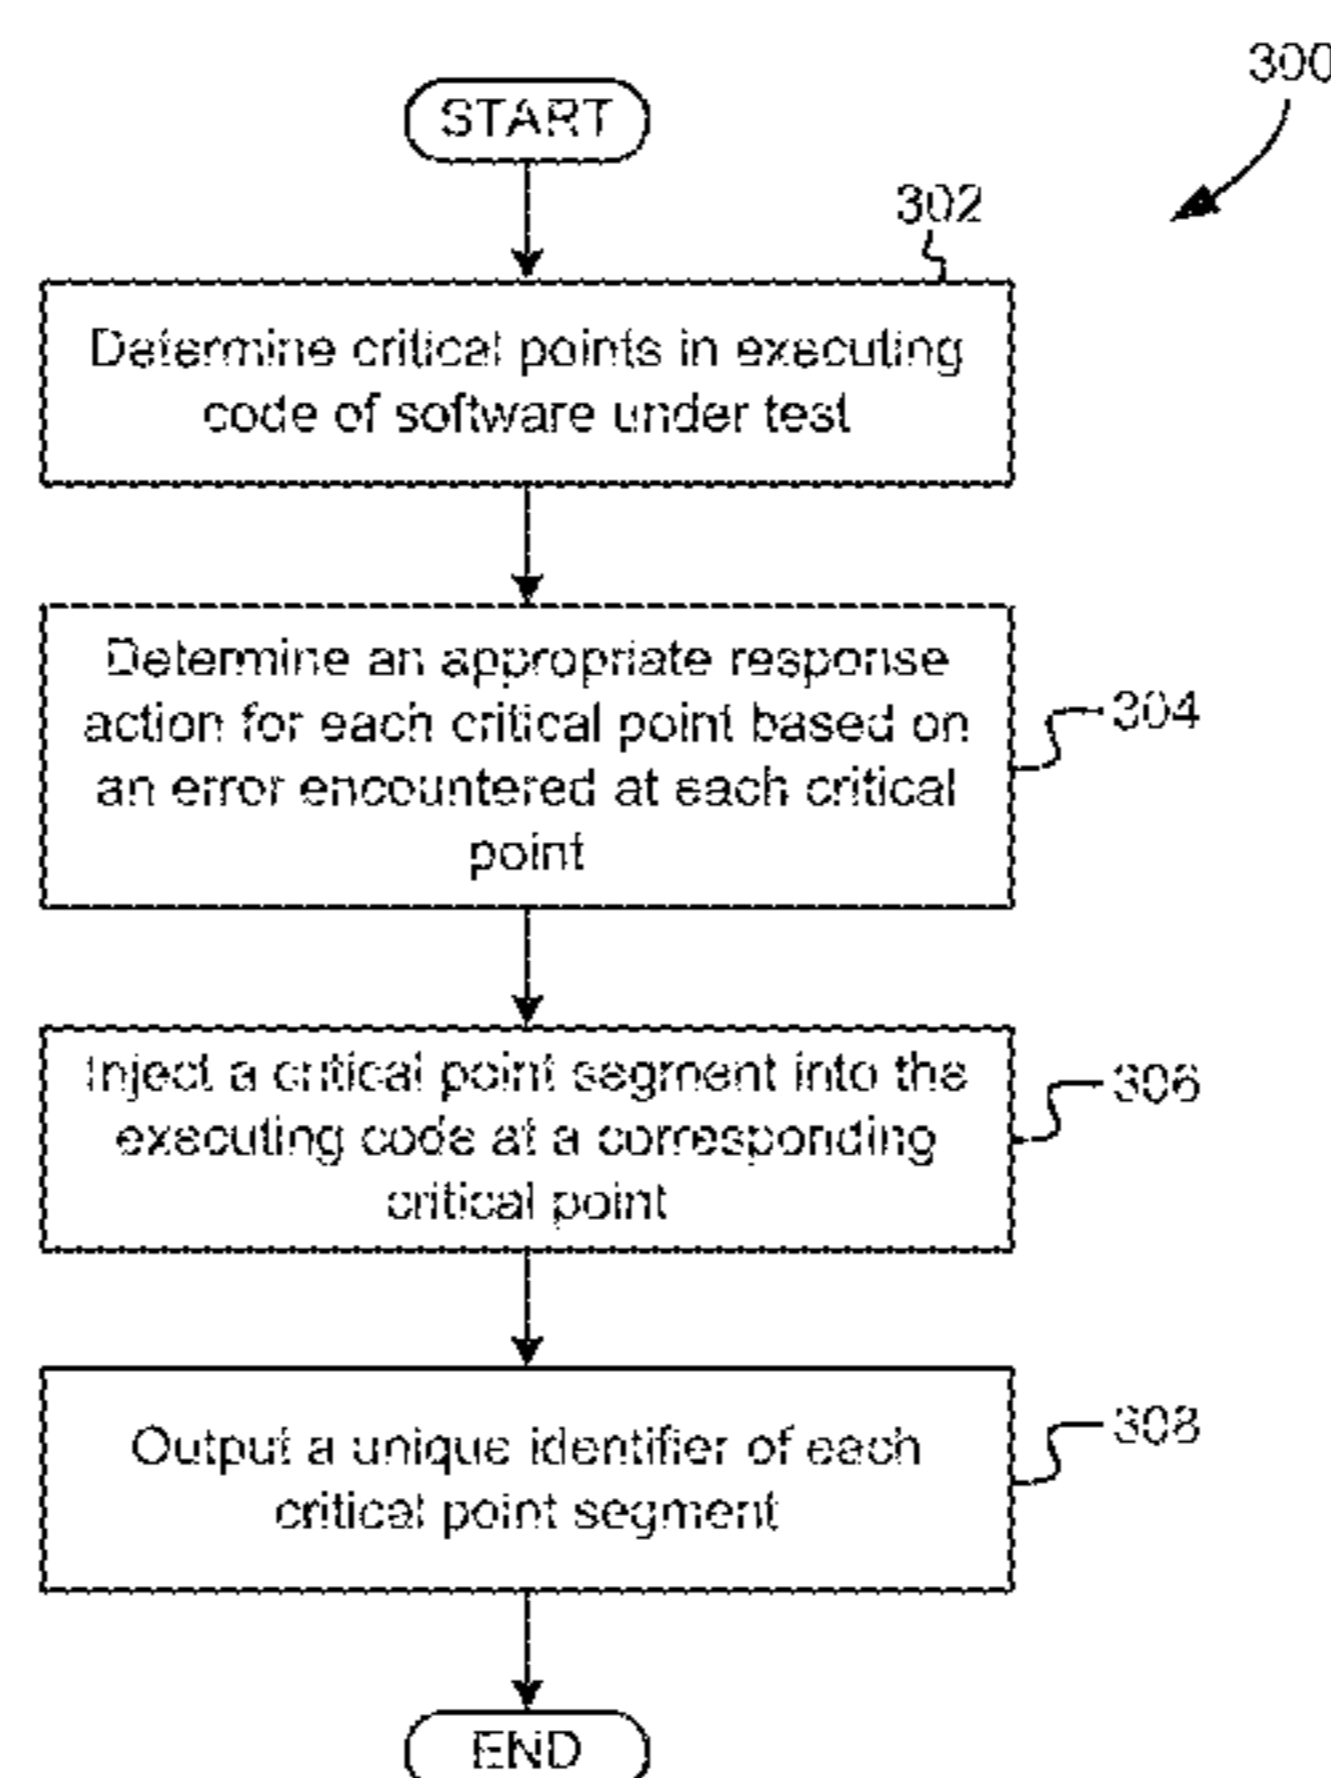 300
START
302
Determine critical points in executing
code of software under test
Determine an appropriate response
action for each critical point based on
an error encountered at each critical
point
304
Inject a critical point segment into the
executing code at a corresponding
critical point
306
Output a unique identifier of each
critical point segment
308
END